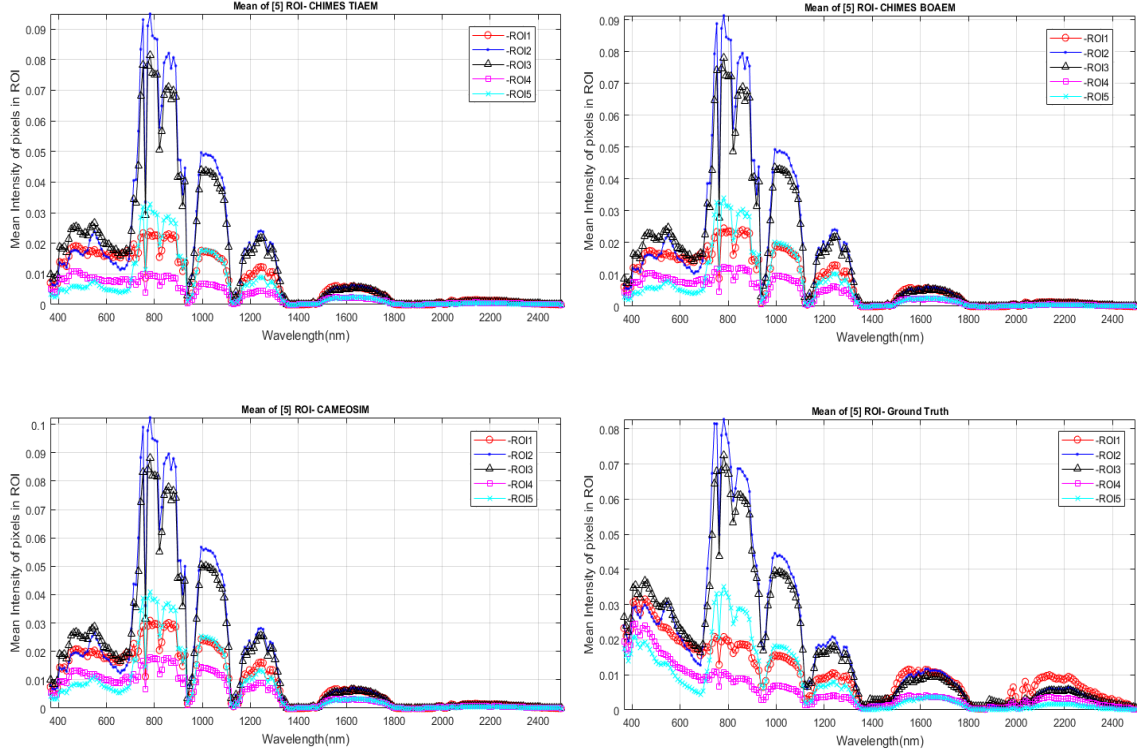 Mean of [5] ROI- CHIMES TIAEM
Mean Intensity of pixels in ROI
0.09
0.08
0.07
0.06
0.05
0.04
0.03
0.02
0.01
0
400 600 800 1000 1200 1400 1600 1800 2000 2200 2400
Wavelength(nm)
-ROI1
-ROI2
-ROI3
-ROI4
-ROI5
Mean of [5] ROI- CHIMES BOAEM
Mean Intensity of pixels in ROI
0.09
0.08
0.07
0.06
0.05
0.04
0.03
0.02
0.01
0
400 600 800 1000 1200 1400 1600 1800 2000 2200 2400
Wavelength(nm)
-ROI1
-ROI2
-ROI3
-ROI4
-ROI5
Mean of [5] ROI- CAMEOSIM
Mean Intensity of pixels in ROI
0.1
0.09
0.08
0.07
0.06
0.05
0.04
0.03
0.02
0.01
0
400 600 800 1000 1200 1400 1600 1800 2000 2200 2400
Wavelength(nm)
-ROI1
-ROI2
-ROI3
-ROI4
-ROI5
Mean of [5] ROI- Ground Truth
Mean Intensity of pixels in ROI
0.08
0.07
0.06
0.05
0.04
0.03
0.02
0.01
0
400 600 800 1000 1200 1400 1600 1800 2000 2200 2400
Wavelength(nm)
-ROI1
-ROI2
-ROI3
-ROI4
-ROI5